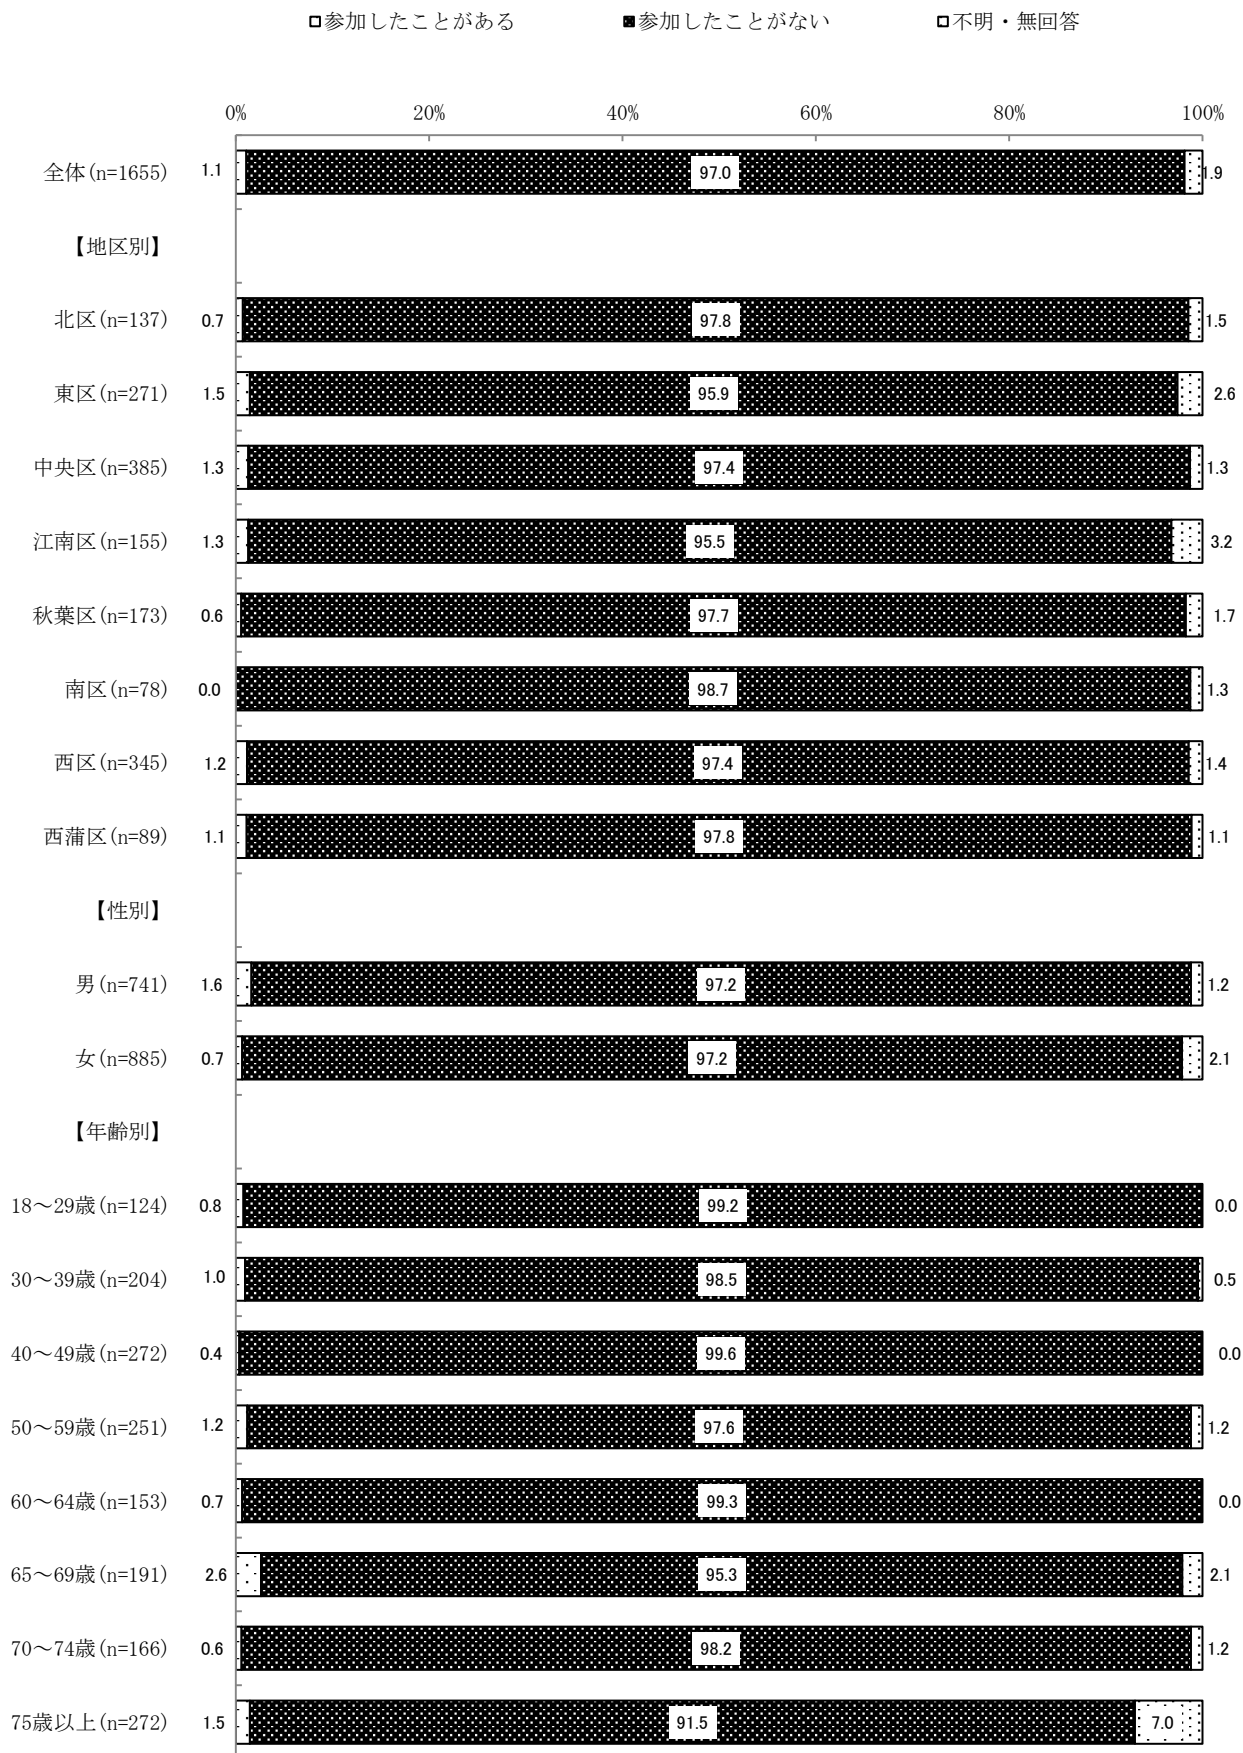 参加したことがある 参加したことがない 不明・無回答
0% 20% 40% 60% 80% 100%
全体(n=1655) 1.1 97.0 1.9
【地区別】
北区(n=137) 0.7 97.8 1.5
東区(n=271) 1.5 95.9 2.6
中央区(n=385) 1.3 97.4 1.3
江南区(n=155) 1.3 95.5 3.2
秋葉区(n=173) 0.6 97.7 1.7
南区(n=78) 0.0 98.7 1.3
西区(n=345) 1.2 97.4 1.4
西蒲区(n=89) 1.1 97.8 1.1
【性別】
男(n=741) 1.6 97.2 1.2
女(n=885) 0.7 97.2 2.1
【年齢別】
18～29歳(n=124) 0.8 99.2 0.0
30～39歳(n=204) 1.0 98.5 0.5
40～49歳(n=272) 0.4 99.6 0.0
50～59歳(n=251) 1.2 97.6 1.2
60～64歳(n=153) 0.7 99.3 0.0
65～69歳(n=191) 2.6 95.3 2.1
70～74歳(n=166) 0.6 98.2 1.2
75歳以上(n=272) 1.5 91.5 7.0